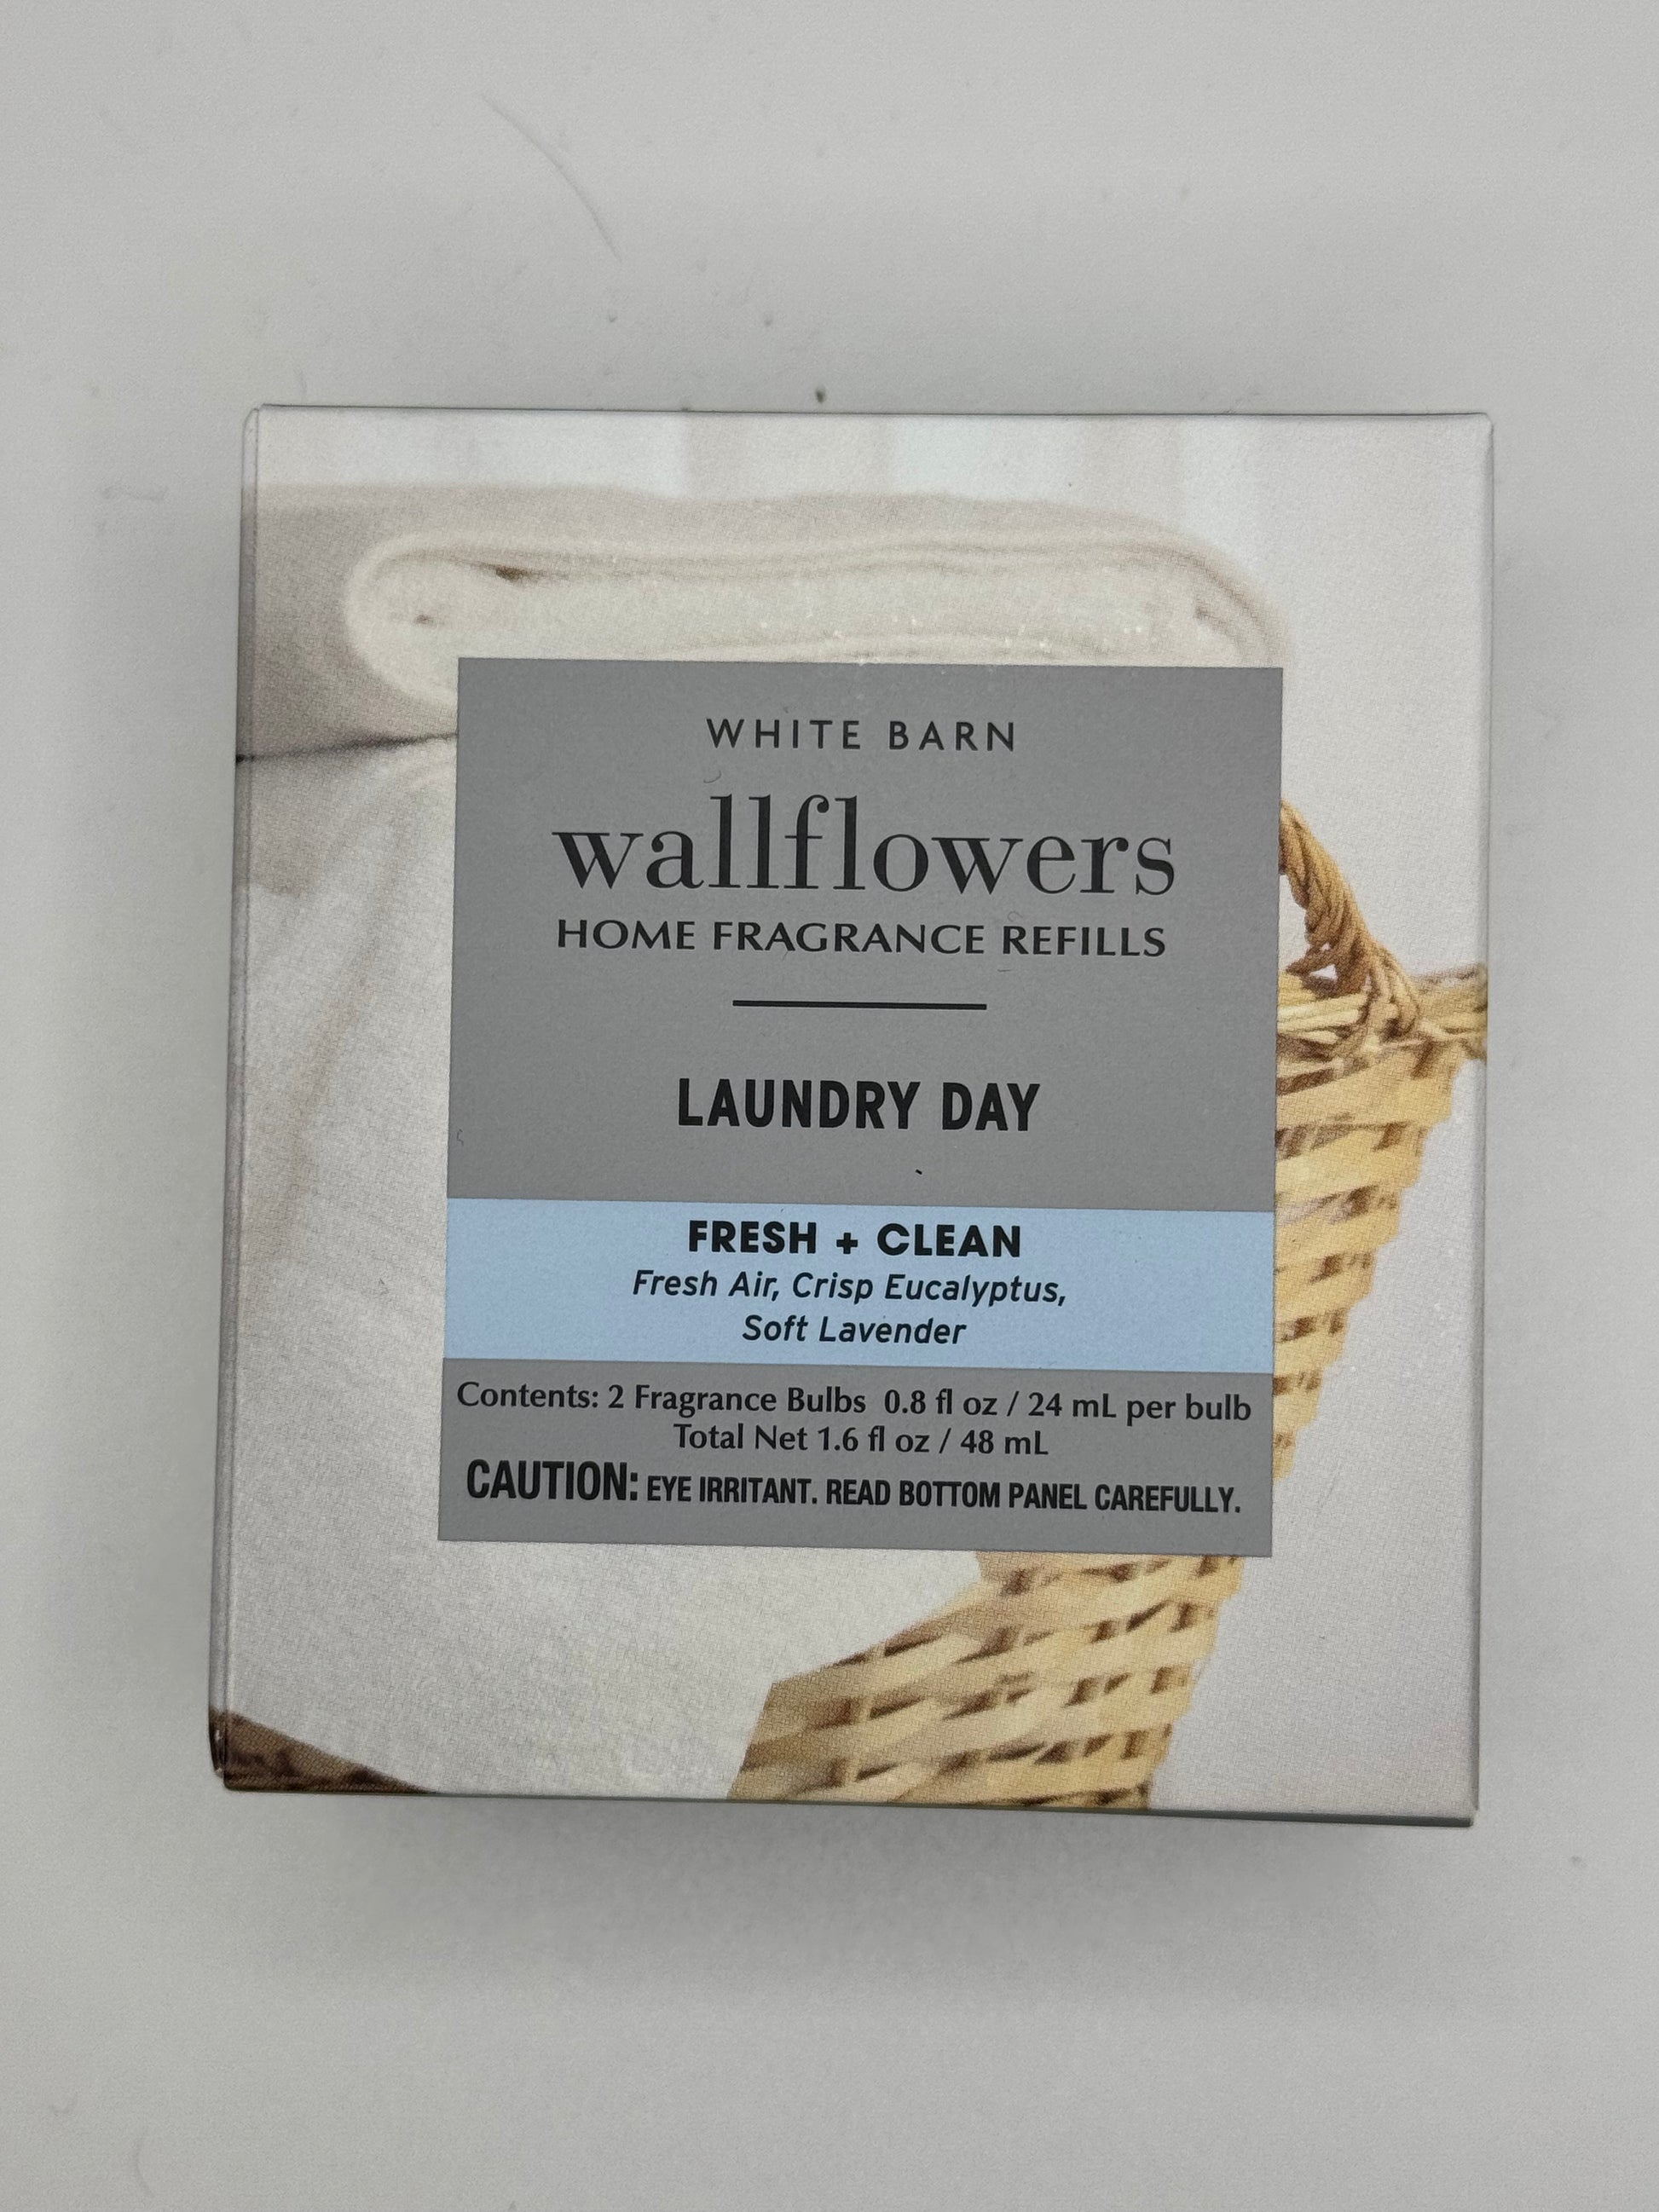 WHITE BARN
wallflowers
HOME FRAGRANCE REFILLS
LAUNDRY DAY
FRESH + CLEAN
Fresh Air, Crisp Eucalyptus,
Soft Lavender
Contents: 2 Fragrance Bulbs 0.8 fl oz / 24 mL per bulb
Total Net 1.6 fl oz / 48 mL
CAUTION: EYE IRRITANT. READ BOTTOM PANEL CAREFULLY.